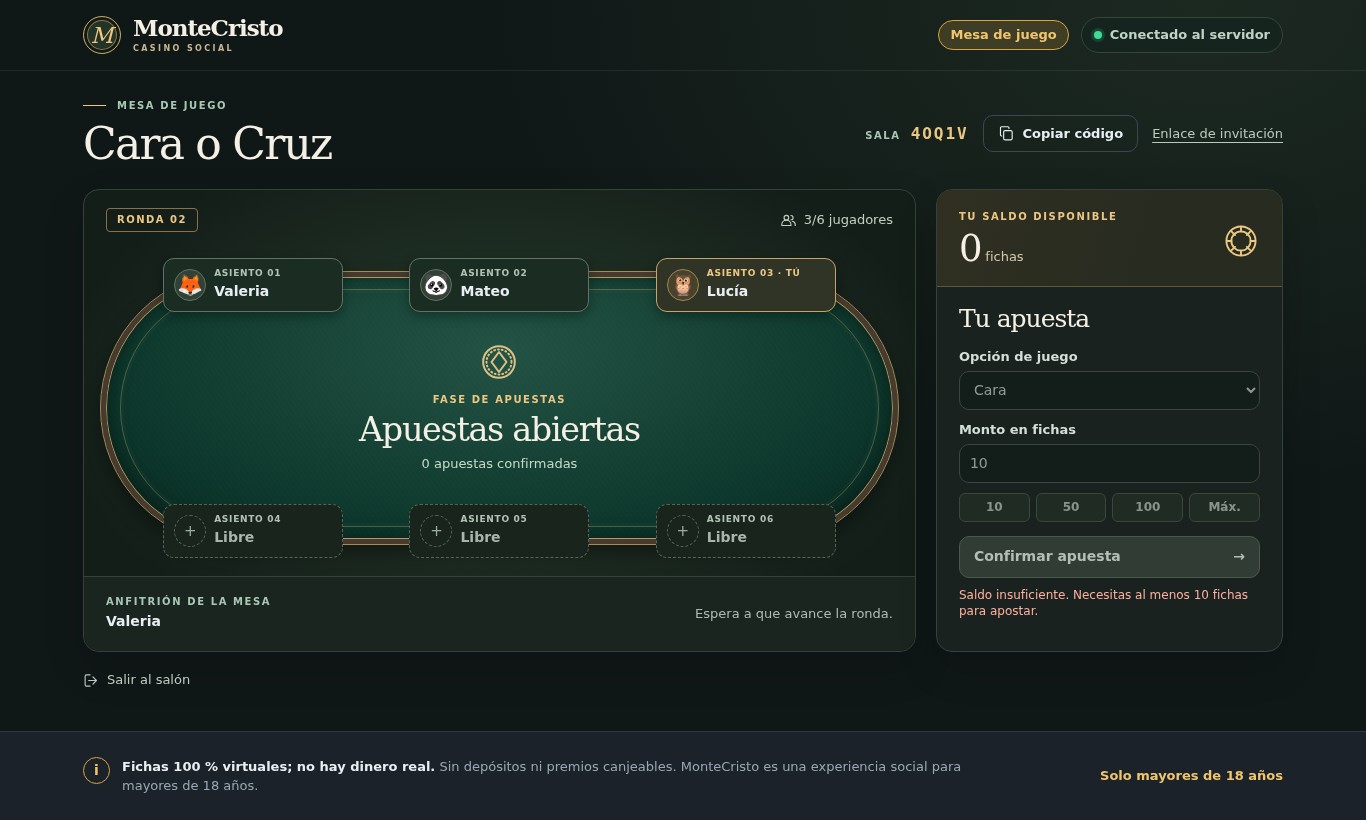 M MonteCristo
CASINO SOCIAL
Mesa de juego
Conectado al servidor
MESA DE JUEGO
Cara o Cruz
SALA 4OQ1V
Copiar código
Enlace de invitación
RONDA 02
3/6 jugadores
ASIENTO 01
Valeria
ASIENTO 02
Mateo
ASIENTO 03 · TÚ
Lucía
FASE DE APUESTAS
Apuestas abiertas
0 apuestas confirmadas
+
ASIENTO 04
Libre
+
ASIENTO 05
Libre
+
ASIENTO 06
Libre
ANFITRIÓN DE LA MESA
Valeria
Espera a que avance la ronda.
TU SALDO DISPONIBLE
0 fichas
Tu apuesta
Opción de juego
Cara
Monto en fichas
10
10 50 100 Máx.
Confirmar apuesta →
Saldo insuficiente. Necesitas al menos 10 fichas
para apostar.
Salir al salón
i
Fichas 100 % virtuales; no hay dinero real. Sin depósitos ni premios canjeables. MonteCristo es una experiencia social para
mayores de 18 años.
Solo mayores de 18 años